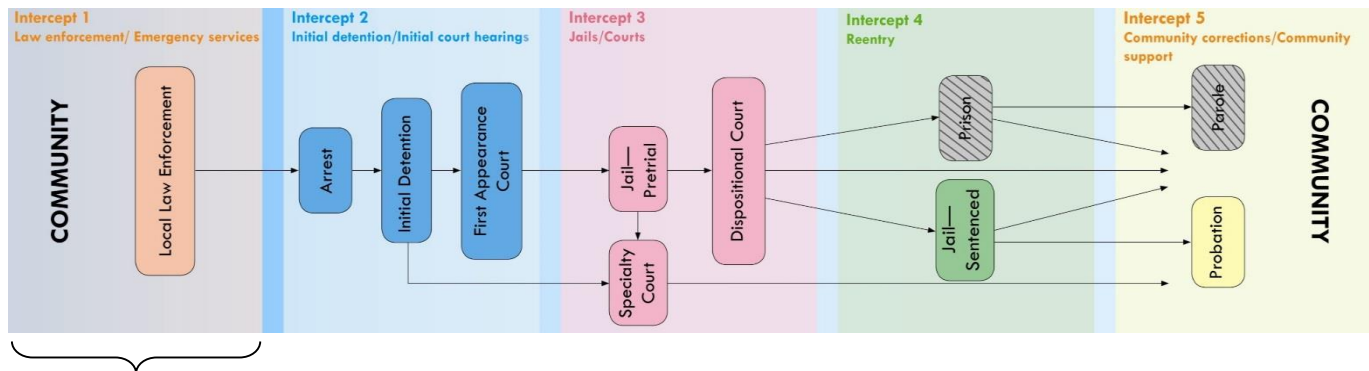 Intercept 1
Law enforcement/ Emergency services
COMMUNITY
Local Law Enforcement
Intercept 2
Initial detention/Initial court hearings
Arrest
Initial Detention
First Appearance
Court
Intercept 3
Jails/Courts
Jail—
Pretrial
Specialty
Court
Dispositional Court
Intercept 4
Reentry
Prison
Jail—
Sentenced
Intercept 5
Community corrections/Community
support
Parole
Probation
COMMUNITY